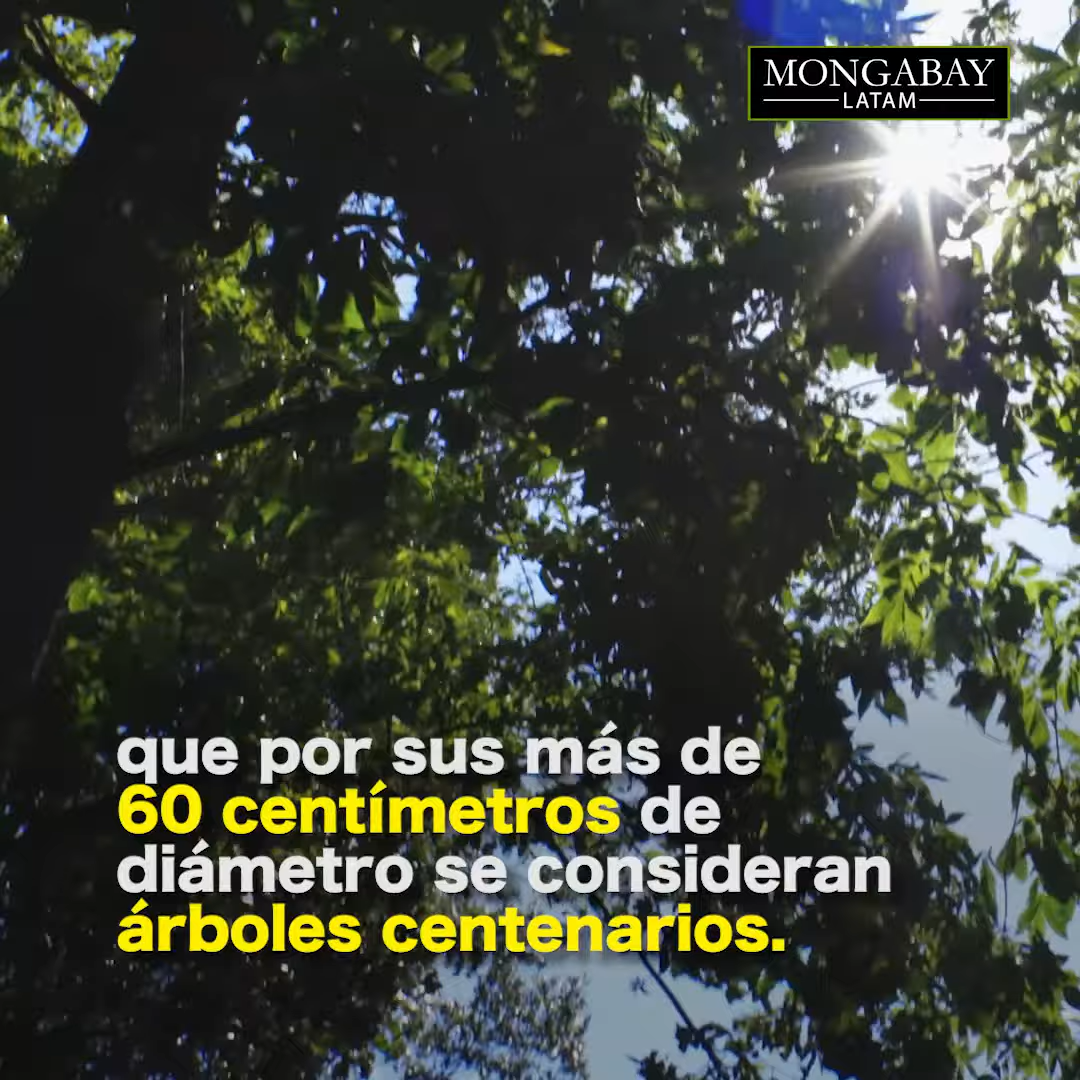 MONGABAY
LATAM
que por sus más de
60 centímetros de
diámetro se consideran
árboles centenarios.